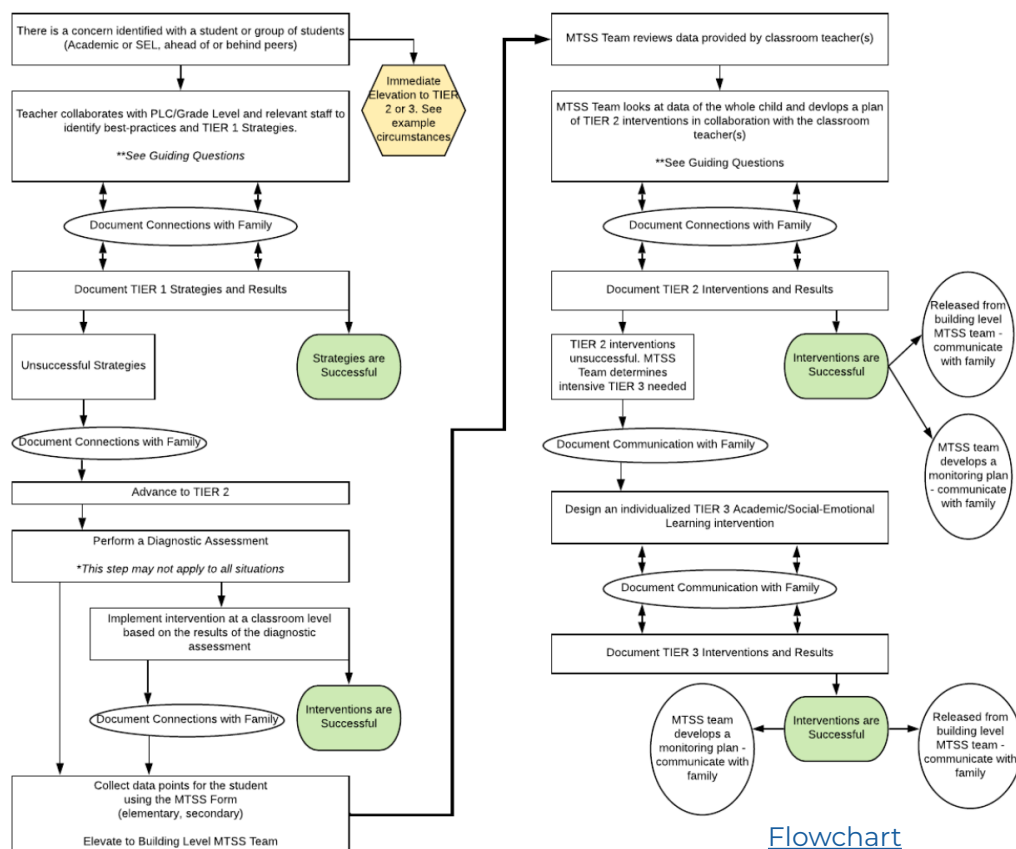 There is a concern identified with a student or group of students
(Academic or SEL, ahead of or behind peers)
Immediate
Elevation to TIER
2 or 3. See
example
circumstances
Teacher collaborates with PLC/Grade Level and relevant staff to
identify best-practices and TIER 1 Strategies.
**See Guiding Questions
Document Connections with Family
Document TIER 1 Strategies and Results
Unsuccessful Strategies
Strategies are
Successful
Document Connections with Family
Advance to TIER 2
Perform a Diagnostic Assessment
*This step may not apply to all situations
Implement intervention at a classroom level
based on the results of the diagnostic
assessment
Interventions are
Successful
Document Connections with Family
Collect data points for the student
using the MTSS Form
(elementary, secondary)
Elevate to Building Level MTSS Team
MTSS Team reviews data provided by classroom teacher(s)
MTSS Team looks at data of the whole child and devlops a plan
of TIER 2 interventions in collaboration with the classroom
teacher(s)
**See Guiding Questions
Document Connections with Family
Document TIER 2 Interventions and Results
TIER 2 interventions
unsuccessful. MTSS
Team determines
intensive TIER 3 needed
Interventions are
Successful
Released from
building level
MTSS team -
communicate
with family
MTSS team
develops a
monitoring plan
- communicate
with family
Document Communication with Family
Design an individualized TIER 3 Academic/Social-Emotional
Learning intervention
Document Communication with Family
Document TIER 3 Interventions and Results
MTSS team
develops a
monitoring plan -
communicate with
family
Interventions are
Successful
Released from
building level
MTSS team -
communicate with
family
Flowchart